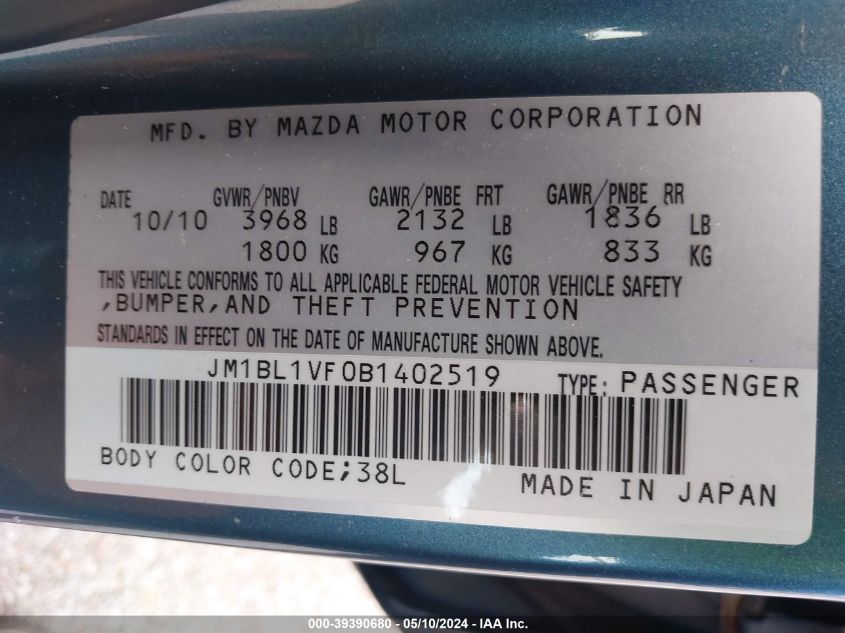 MFD. BY MAZDA MOTOR CORPORATION
DATE GVWR/PNBV GAWR/PNBE FRT GAWR/PNBE RR
10/10 3968 LB 2132 LB 1836 LB
1800 KG 967 KG 833 KG
THIS VEHICLE CONFORMS TO ALL APPLICABLE FEDERAL MOTOR VEHICLE SAFETY
,BUMPER,AND THEFT PREVENTION
STANDARDS IN EFFECT ON THE DATE OF MANUFACTURE SHOWN ABOVE.
JM1BL1VF0B1402519 TYPE: PASSENGER
BODY COLOR CODE;38L
MADE IN JAPAN
000-39390680 - 05/10/2024 - IAA Inc.